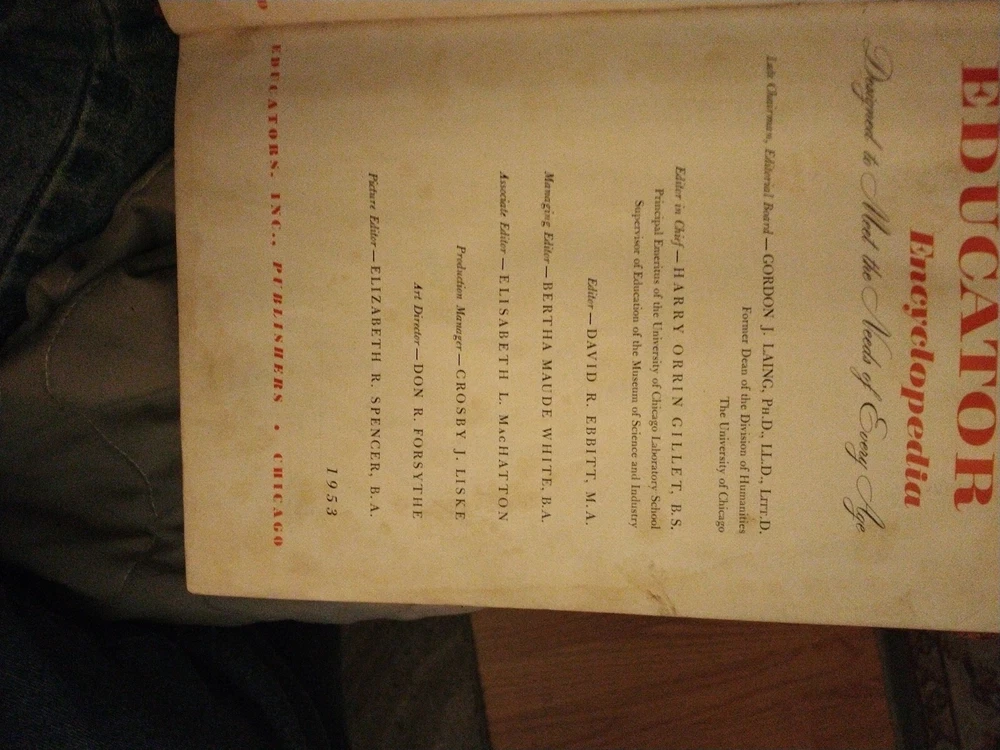 EDUCATOR
Encyclopedia
Designed to Meet the Needs of Every Age
Late Chairman, Editorial Board — GORDON J. LAING, PH.D., LL.D., LITT.D.
Former Dean of the Division of Humanities
The University of Chicago
Editor in Chief — HARRY ORRIN GILLET, B.S.
Principal Emeritus of the University of Chicago Laboratory School
Supervisor of Education of the Museum of Science and Industry
Editor — DAVID R. EBBITT, M.A.
Managing Editor — BERTHA MAUDE WHITE, B.A.
Associate Editor — ELISABETH L. MacHATTON
Production Manager — CROSBY J. LISKE
Art Director — DON R. FORSYTHE
Picture Editor — ELIZABETH R. SPENCER, B.A.
1953
EDUCATORS, INC., PUBLISHERS • CHICAGO